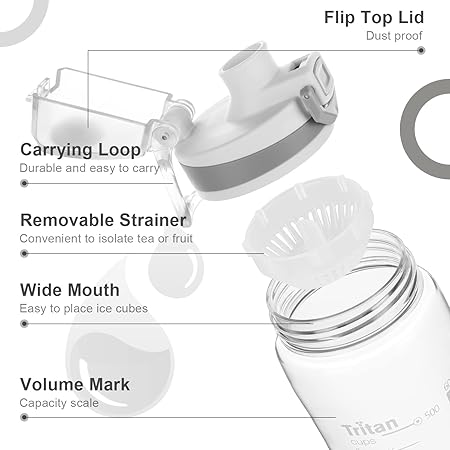 Flip Top Lid
Dust proof
Carrying Loop
Durable and easy to carry
Removable Strainer
Convenient to isolate tea or fruit
Wide Mouth
Easy to place ice cubes
Volume Mark
Capacity scale
Tritan
cups
500